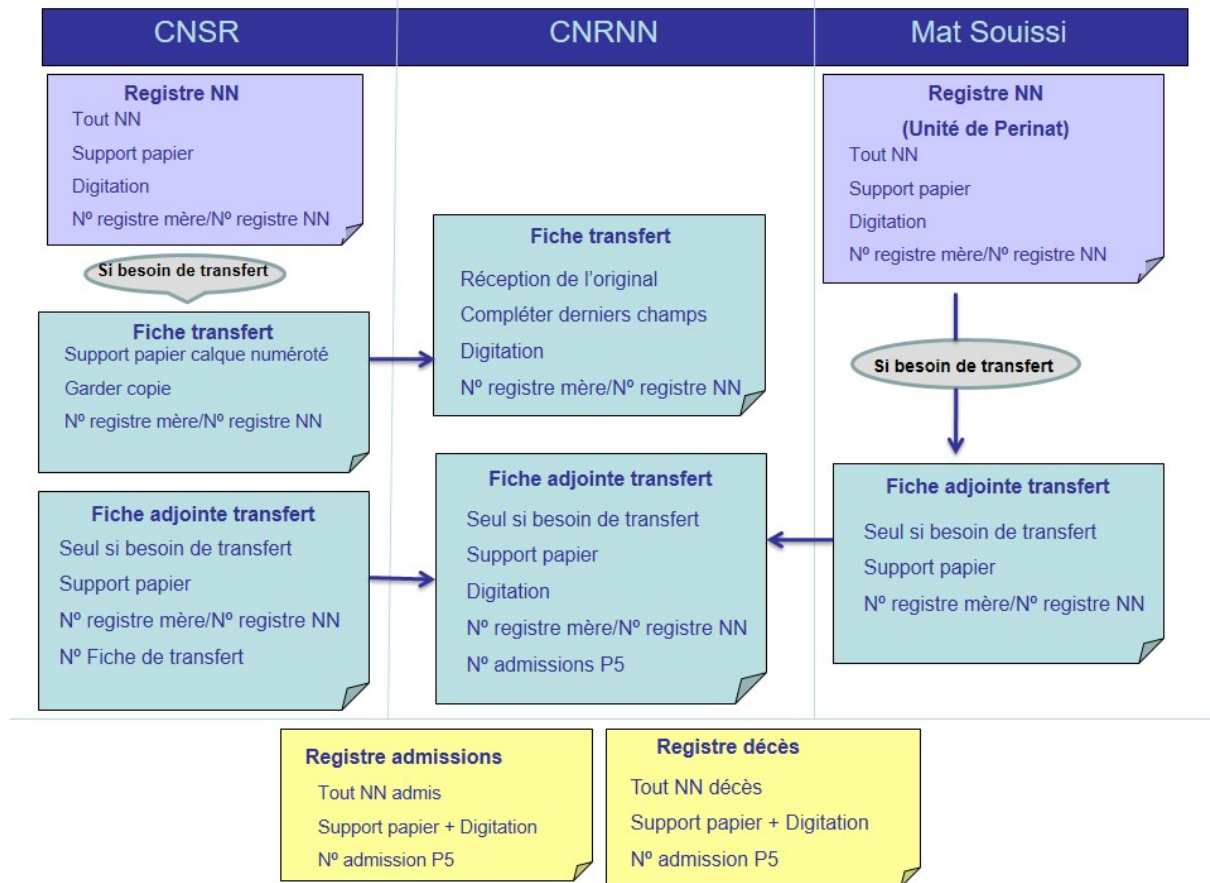 CNSR
CNRNN
Mat Souissi
Registre NN
Tout NN
Support papier
Digitation
Nº registre mère/Nº registre NN
Si besoin de transfert
Fiche transfert
Support papier calque numéroté
Garder copie
Nº registre mère/Nº registre NN
Fiche adjointe transfert
Seul si besoin de transfert
Support papier
Nº registre mère/Nº registre NN
Nº Fiche de transfert
Fiche transfert
Réception de l’original
Compléter derniers champs
Digitation
Nº registre mère/Nº registre NN
Fiche adjointe transfert
Seul si besoin de transfert
Support papier
Digitation
Nº registre mère/Nº registre NN
Nº admissions P5
Registre NN
(Unité de Perinat)
Tout NN
Support papier
Digitation
Nº registre mère/Nº registre NN
Si besoin de transfert
Fiche adjointe transfert
Seul si besoin de transfert
Support papier
Nº registre mère/Nº registre NN
Registre admissions
Tout NN admis
Support papier + Digitation
Nº admission P5
Registre décès
Tout NN décès
Support papier + Digitation
Nº admission P5